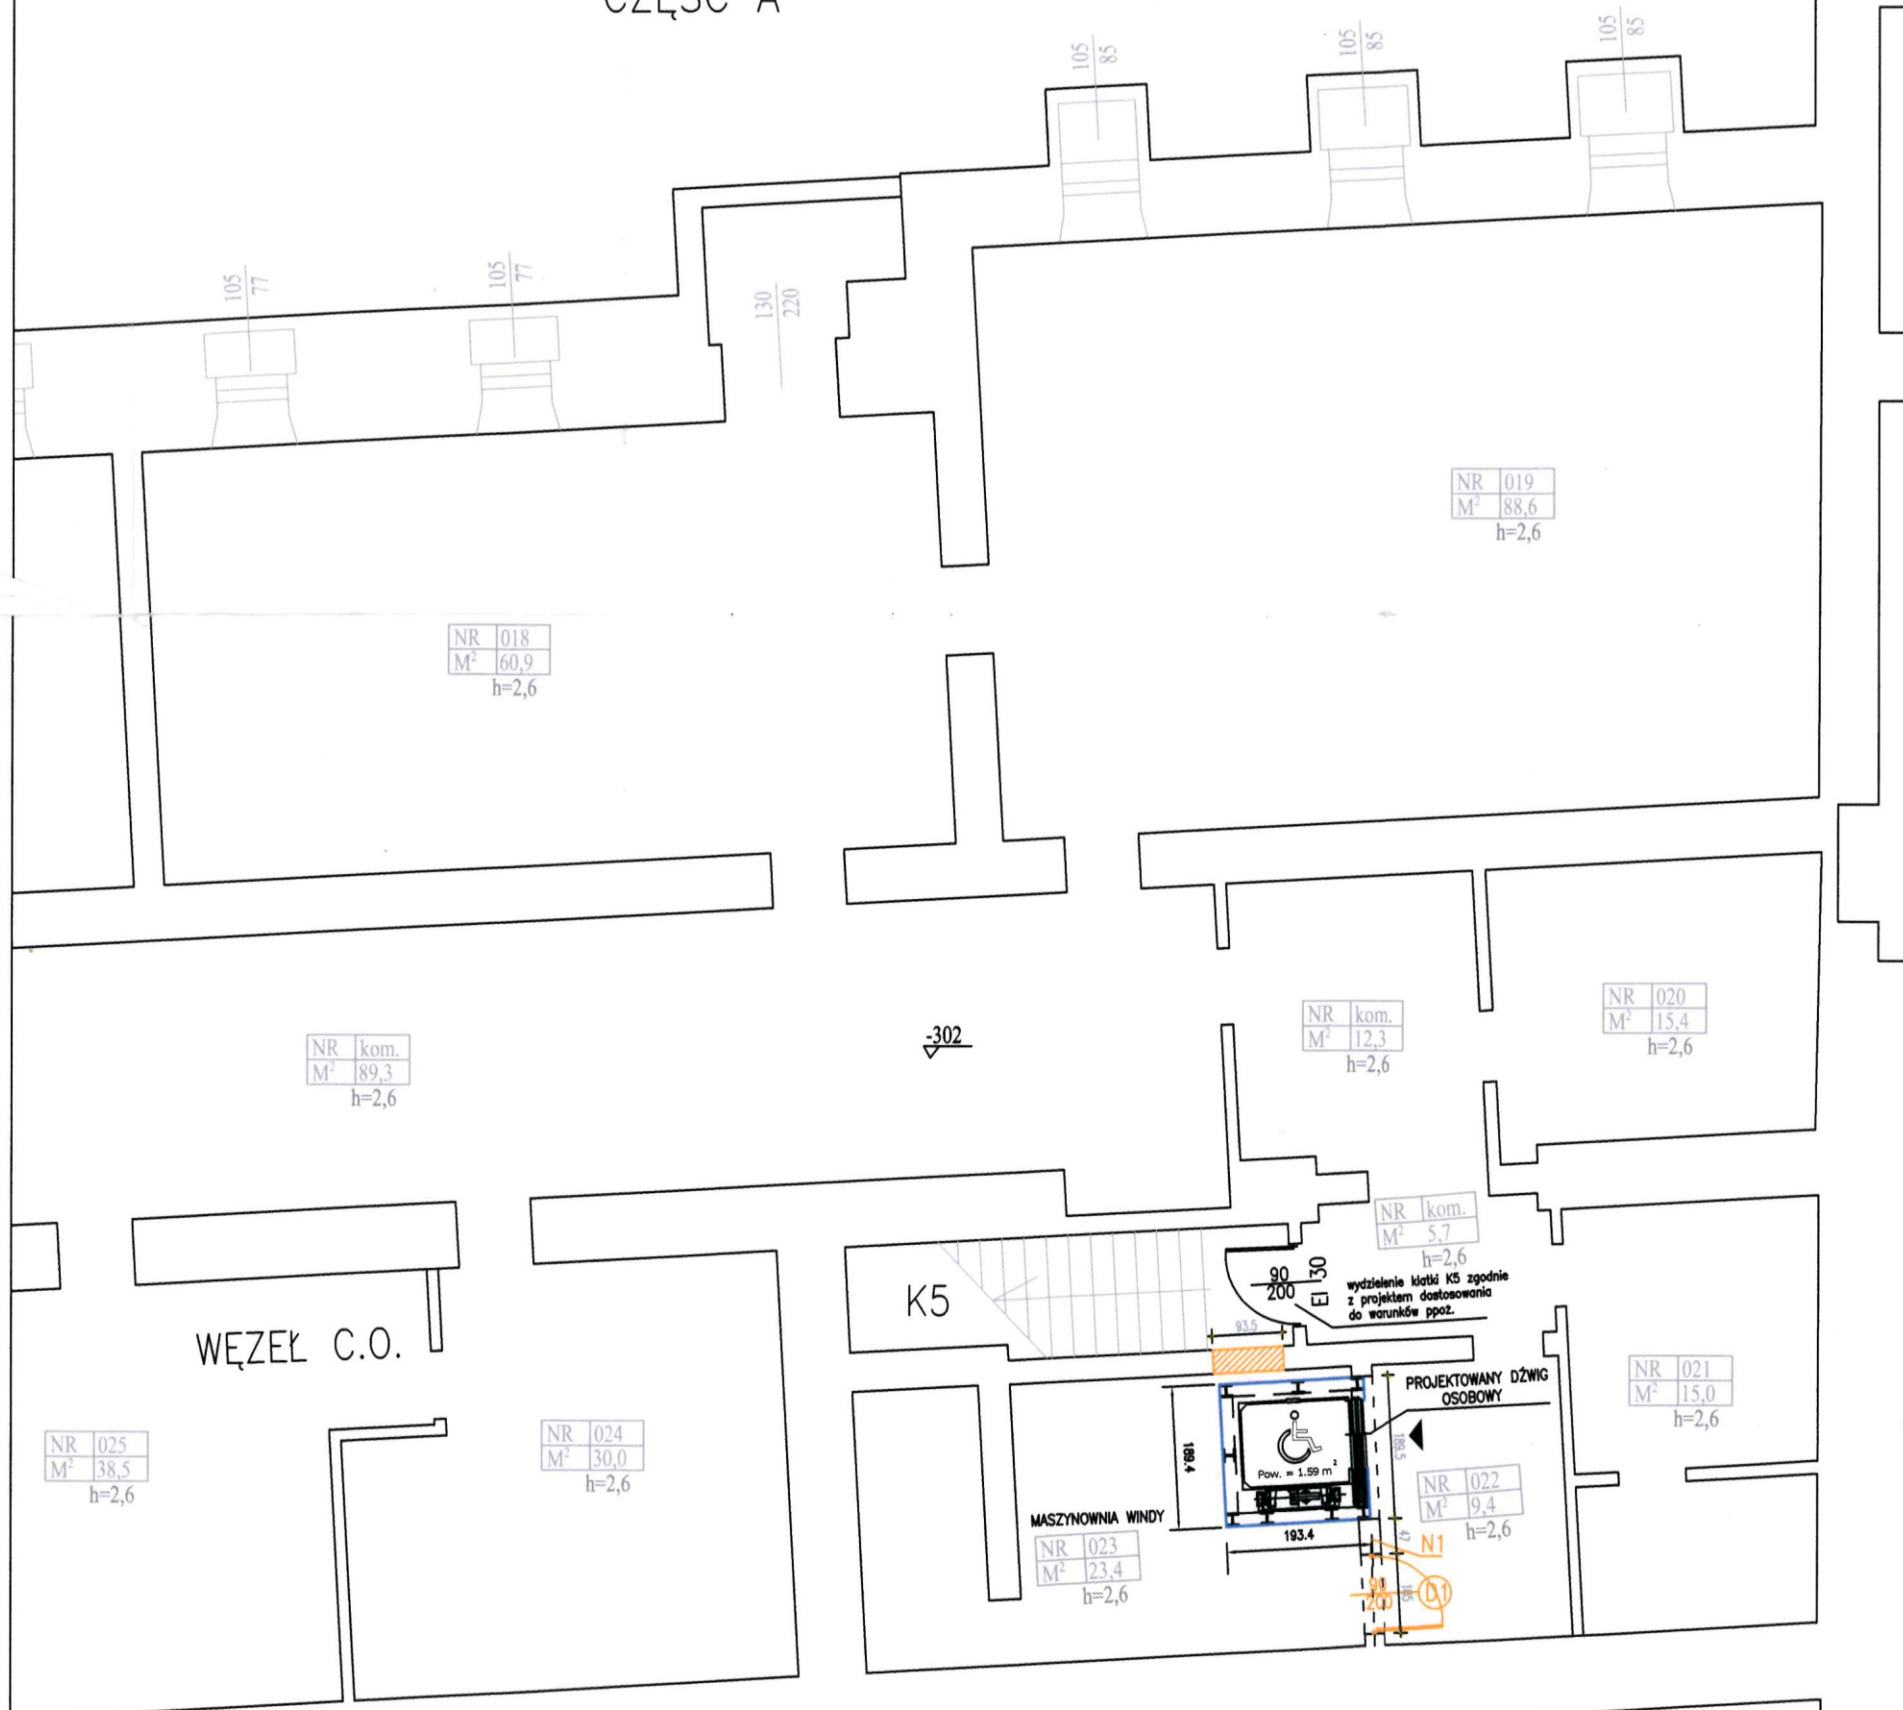 CZĘŚĆ A
105
85
105
85
105
85
105
77
105
77
130
220
NR 019
M² 88,6
h=2,6
NR 018
M² 60,9
h=2,6
NR kom.
M² 89,3
h=2,6
-302
NR kom.
M² 12,3
h=2,6
NR 020
M² 15,4
h=2,6
NR kom.
M² 5,7
h=2,6
K5
90
200
EI 30
wydzielenie klatki K5 zgodnie
z projektem dostosowania
do warunków ppoż.
93.5
WĘZEŁ C.O.
PROJEKTOWANY DŹWIG
OSOBOWY
NR 021
M² 15,0
h=2,6
NR 025
M² 38,5
h=2,6
NR 024
M² 30,0
h=2,6
189.4
Pow. = 1.59 m²
189.5
NR 022
M² 9,4
h=2,6
MASZYNOWNIA WINDY
NR 023
M² 23,4
h=2,6
193.4
47
N1
90
200
D1